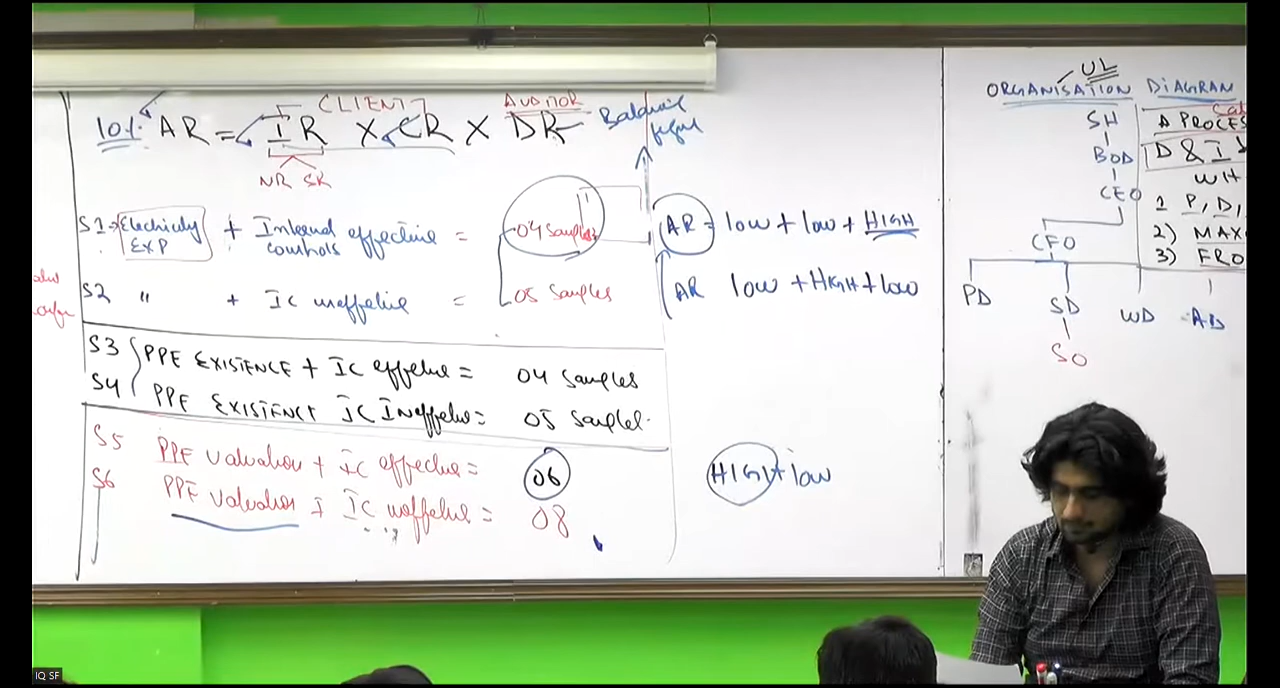 CLIENT
AUDITOR
10% AR = IR X CR X DR
NR SR
S1 Electricity EXP + Internal controls effective = 04 Samples
AR = low + low + HIGH
S2 " + IC ineffective = 05 Samples
AR low + HIGH + low
S3 PPE EXISTENCE + IC effective = 04 Samples
S4 PPE EXISTENCE IC INeffective = 05 Samples
S5 PPE Valuation + IC effective = 06
HIGH + low
S6 PPE Valuation + IC ineffective = 08
UL
ORGANISATION DIAGRAN
SH
BOD
CEO
CFO
PD SD WD AD
SO
A PROCES
D & I
WH
1 P, D,
2) MAX
3) FRO
IQ SF